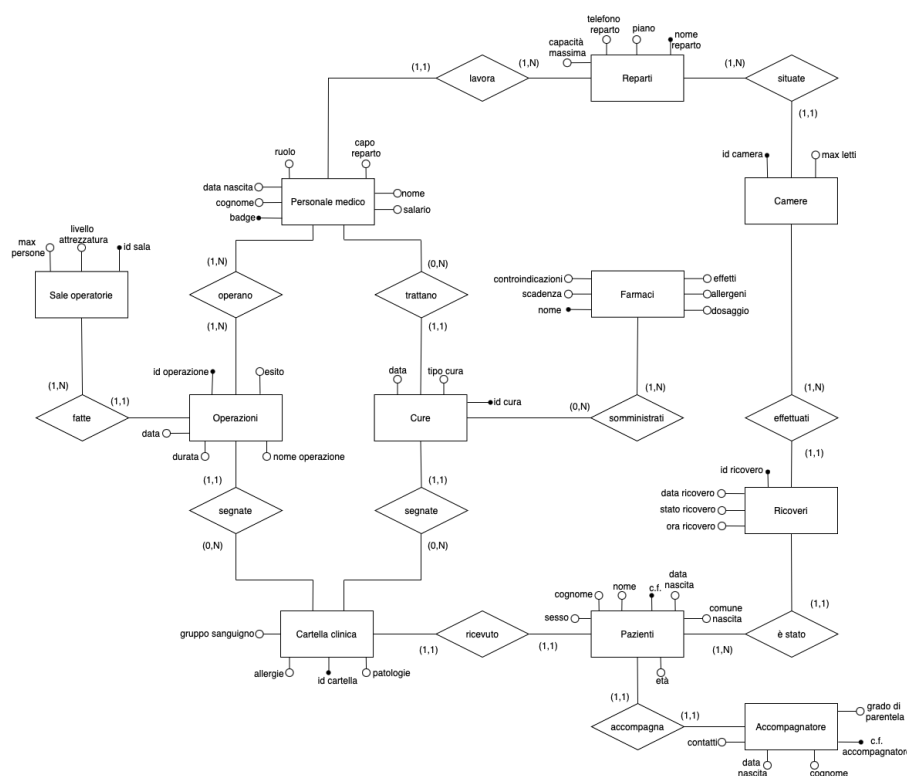 telefono
reparto
piano
nome
reparto
capacità
massima
(1,1)
lavora
(1,N)
Reparti
(1,N)
situate
(1,1)
ruolo
capo
reparto
id camera
max letti
data nascita
cognome
badge
Personale medico
nome
salario
Camere
max
persone
livello
attrezzatura
id sala
(1,N)
(0,N)
Sale operatorie
operano
trattano
controindicazioni
scadenza
nome
Farmaci
effetti
allergeni
dosaggio
(1,N)
(1,1)
id operazione
esito
data
tipo cura
(1,N)
(1,N)
(1,N)
fatte
(1,1)
Operazioni
Cure
id cura
(0,N)
somministrati
effettuati
data
durata
nome operazione
(1,1)
(1,1)
(1,1)
id ricovero
segnate
segnate
data ricovero
stato ricovero
ora ricovero
Ricoveri
(0,N)
(0,N)
cognome
nome
c.f.
data
nascita
(1,1)
sesso
comune
nascita
gruppo sanguigno
Cartella clinica
ricevuto
Pazienti
è stato
(1,1)
(1,1)
(1,N)
allergie
id cartella
patologie
età
(1,1)
accompagna
(1,1)
Accompagnatore
grado di
parentela
contatti
c.f.
accompagnatore
data
nascita
cognome